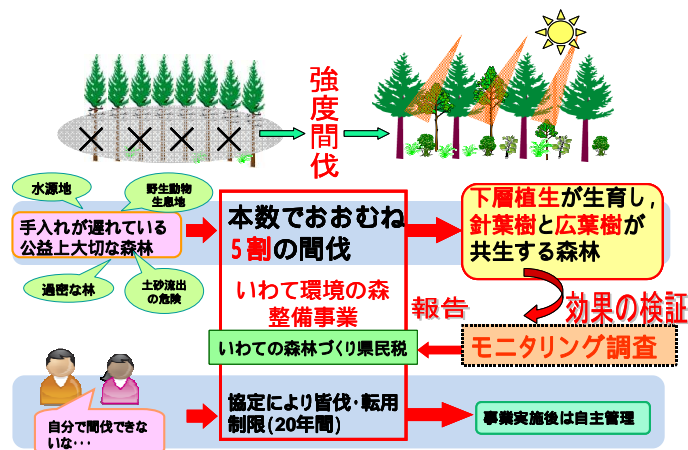 強度間伐
水源地
野生動物
生息地
手入れが遅れている
公益上大切な森林
過密な林
土砂流出
の危険
本数でおおむね
5割の間伐
いわて環境の森
整備事業
いわての森林づくり県民税
下層植生が生育し，
針葉樹と広葉樹が
共生する森林
効果の検証
報告
モニタリング調査
自分で間伐できな
いな･･･
協定により皆伐･転用
制限(20年間)
事業実施後は自主管理